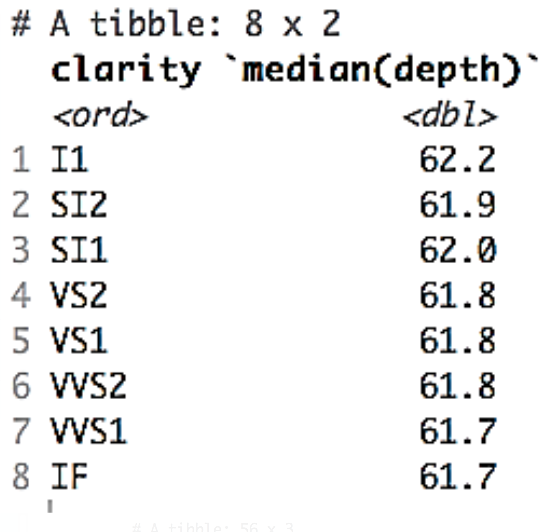 # A tibble: 8 x 2
clarity `median(depth)`
<ord> <dbl>
1 I1 62.2
2 SI2 61.9
3 SI1 62.0
4 VS2 61.8
5 VS1 61.8
6 VVS2 61.8
7 VVS1 61.7
8 IF 61.7
# A tibble: 56 x 3